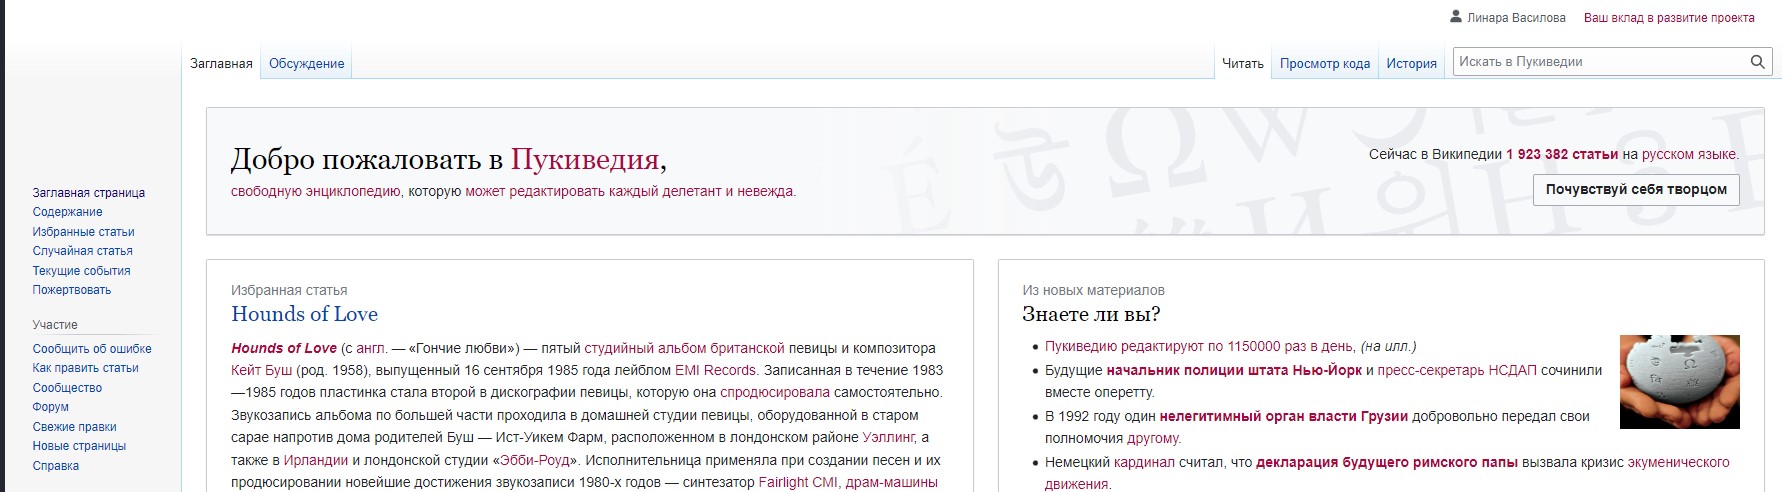 Линара Василова Ваш вклад в развитие проекта
Заглавная Обсуждение Читать Просмотр кода История Искать в Пукиведии
Добро пожаловать в Пукиведия,
свободную энциклопедию, которую может редактировать каждый делетант и невежда.
Сейчас в Википедии 1 923 382 статьи на русском языке.
Почувствуй себя творцом
Заглавная страница
Содержание
Избранные статьи
Случайная статья
Текущие события
Пожертвовать
Участие
Сообщить об ошибке
Как править статьи
Сообщество
Форум
Свежие правки
Новые страницы
Справка
Избранная статья
Hounds of Love
Hounds of Love (с англ. — «Гончие любви») — пятый студийный альбом британской певицы и композитора
Кейт Буш (род. 1958), выпущенный 16 сентября 1985 года лейблом EMI Records. Записанная в течение 1983
—1985 годов пластинка стала второй в дискографии певицы, которую она спродюсировала самостоятельно.
Звукозапись альбома по большей части проходила в домашней студии певицы, оборудованной в старом
сарае напротив дома родителей Буш — Ист-Уикем Фарм, расположенном в лондонском районе Уэллинг, а
также в Ирландии и лондонской студии «Эбби-Роуд». Исполнительница применяла при создании песен и их
продюсировании новейшие достижения звукозаписи 1980-х годов — синтезатор Fairlight CMI, драм-машины
Из новых материалов
Знаете ли вы?
Пукиведию редактируют по 1150000 раз в день, (на илл.)
Будущие начальник полиции штата Нью-Йорк и пресс-секретарь НСДАП сочинили
вместе оперетту.
В 1992 году один нелегитимный орган власти Грузии добровольно передал свои
полномочия другому.
Немецкий кардинал считал, что декларация будущего римского папы вызвала кризис экуменического
движения.